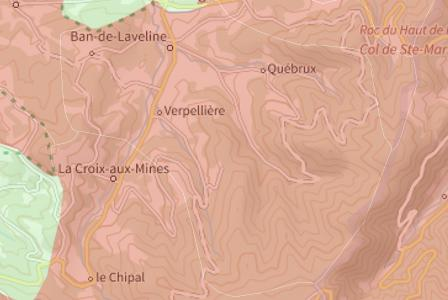 Ban-de-Laveline
Roc du Haut de
Col de Ste-Mar
Québrux
Verpellière
La Croix-aux-Mines
le Chipal